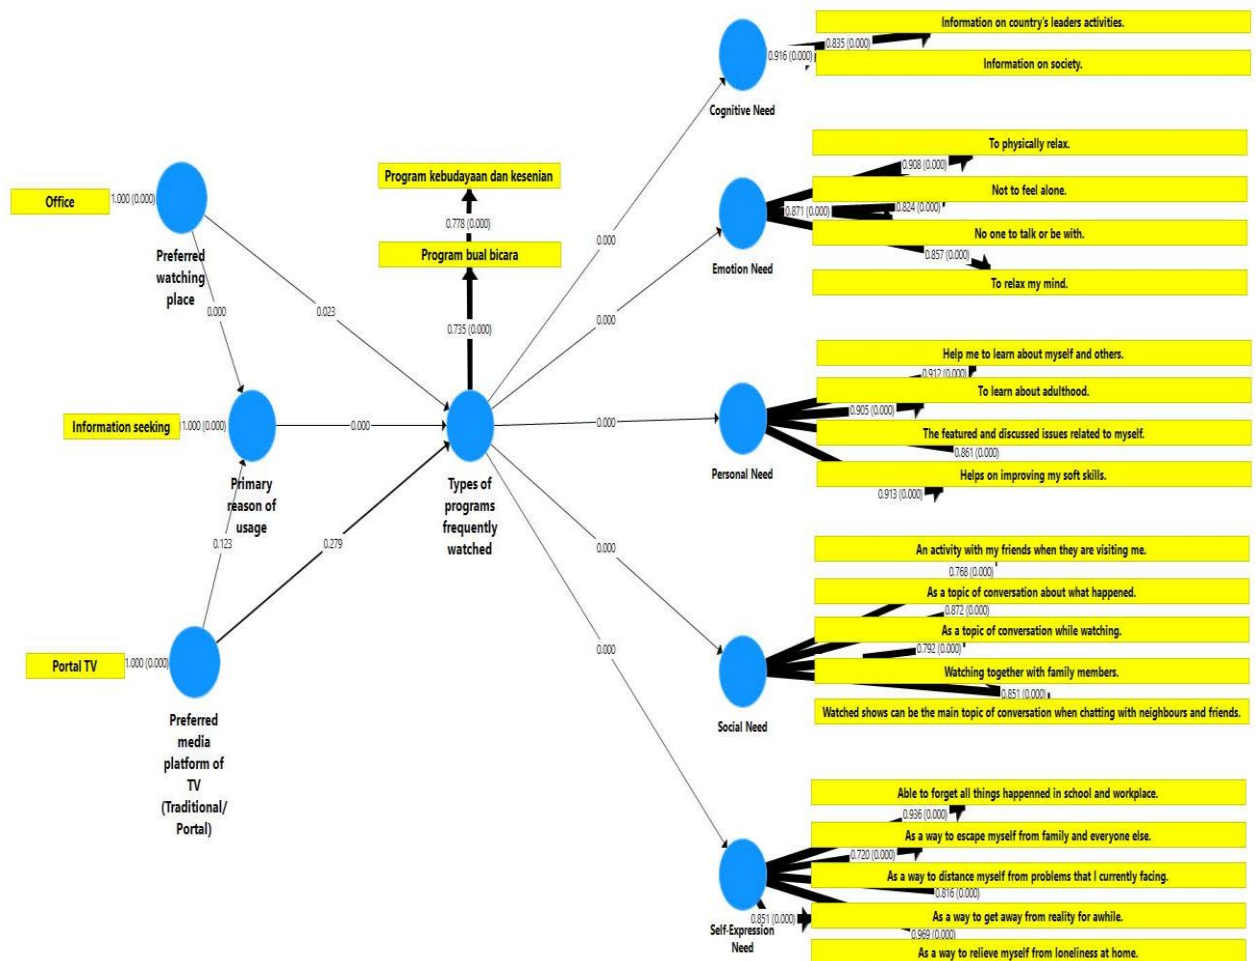 Information on country's leaders activities.
0.835 (0.000)
0.916 (0.000)
Information on society.
Cognitive Need
0.000
To physically relax.
0.908 (0.000)
Not to feel alone.
0.871 (0.000)
0.824 (0.000)
No one to talk or be with.
0.857 (0.000)
To relax my mind.
Emotion Need
0.000
Office
1.000 (0.000)
Preferred
watching
place
0.000
0.023
Program kebudayaan dan kesenian
0.778 (0.000)
Program bual bicara
0.735 (0.000)
Information seeking
1.000 (0.000)
Primary
reason of
usage
0.000
0.123
0.279
Types of
programs
frequently
watched
Portal TV
1.000 (0.000)
Preferred
media
platform of
TV
(Traditional/
Portal)
0.000
Help me to learn about myself and others.
0.912 (0.000)
To learn about adulthood.
0.905 (0.000)
The featured and discussed issues related to myself.
0.861 (0.000)
Helps on improving my soft skills.
0.913 (0.000)
Personal Need
0.000
An activity with my friends when they are visiting me.
0.768 (0.000)
As a topic of conversation about what happened.
0.872 (0.000)
As a topic of conversation while watching.
0.792 (0.000)
Watching together with family members.
0.851 (0.000)
Watched shows can be the main topic of conversation when chatting with neighbours and friends.
Social Need
0.000
Able to forget all things happenned in school and workplace.
0.936 (0.000)
As a way to escape myself from family and everyone else.
0.720 (0.000)
As a way to distance myself from problems that I currently facing.
0.816 (0.000)
As a way to get away from reality for awhile.
0.851 (0.000)
0.969 (0.000)
As a way to relieve myself from loneliness at home.
Self-Expression
Need